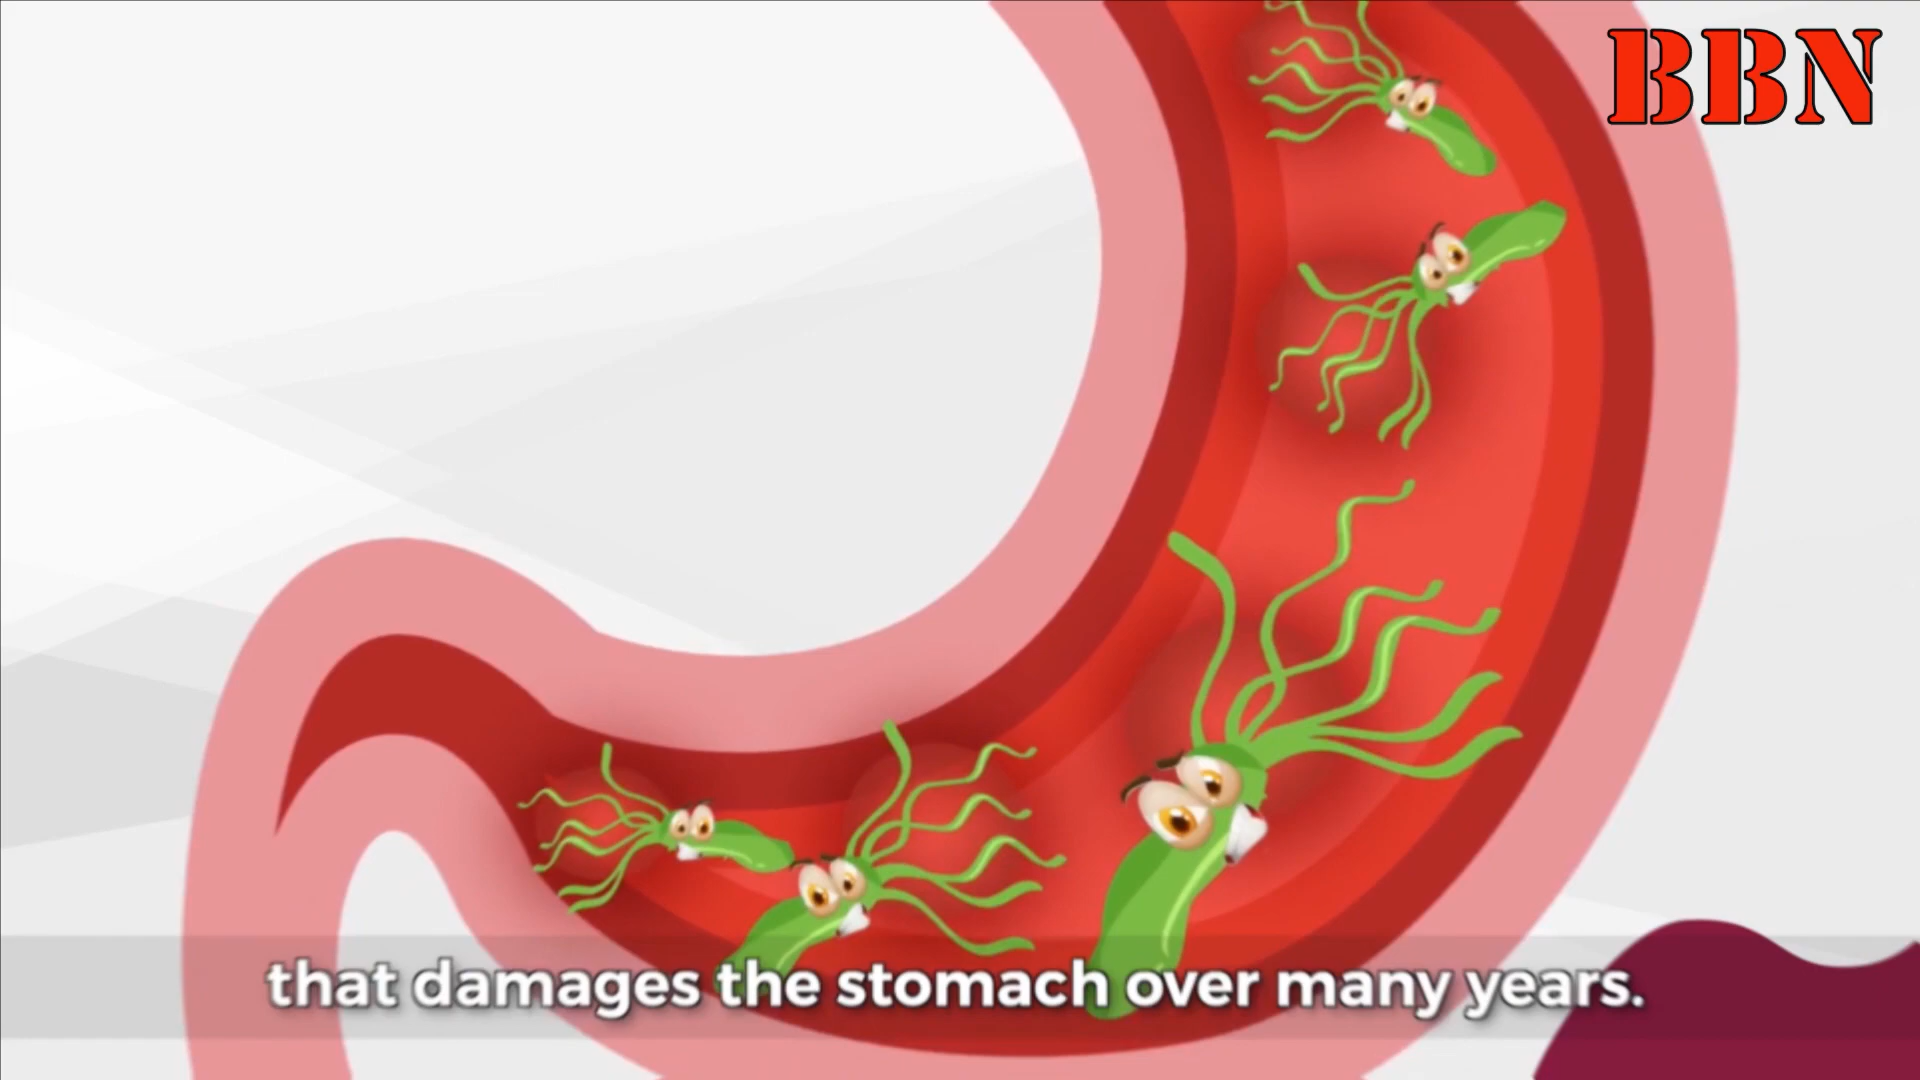 BBN
that damages the stomach over many years.